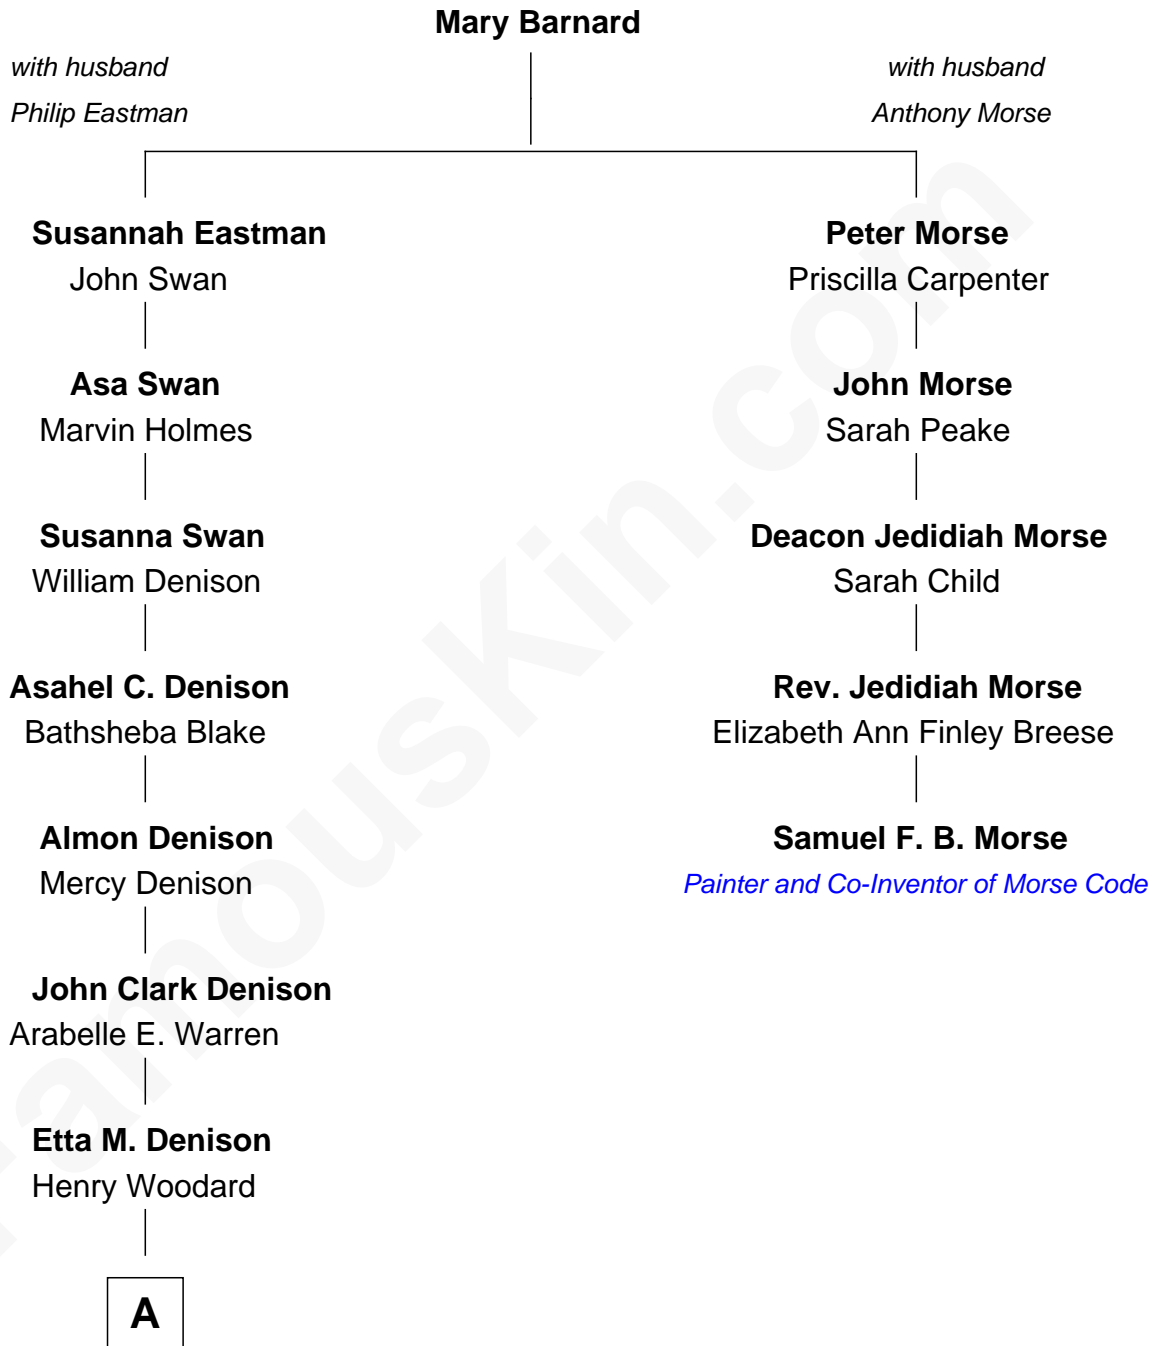 Mary Barnard
with husband
Philip Eastman
with husband
Anthony Morse
Susannah Eastman
John Swan
Peter Morse
Priscilla Carpenter
Asa Swan
Marvin Holmes
John Morse
Sarah Peake
Susanna Swan
William Denison
Deacon Jedidiah Morse
Sarah Child
Asahel C. Denison
Bathsheba Blake
Rev. Jedidiah Morse
Elizabeth Ann Finley Breese
Almon Denison
Mercy Denison
Samuel F. B. Morse
Painter and Co-Inventor of Morse Code
John Clark Denison
Arabelle E. Warren
Etta M. Denison
Henry Woodard
A
FamousKin.com